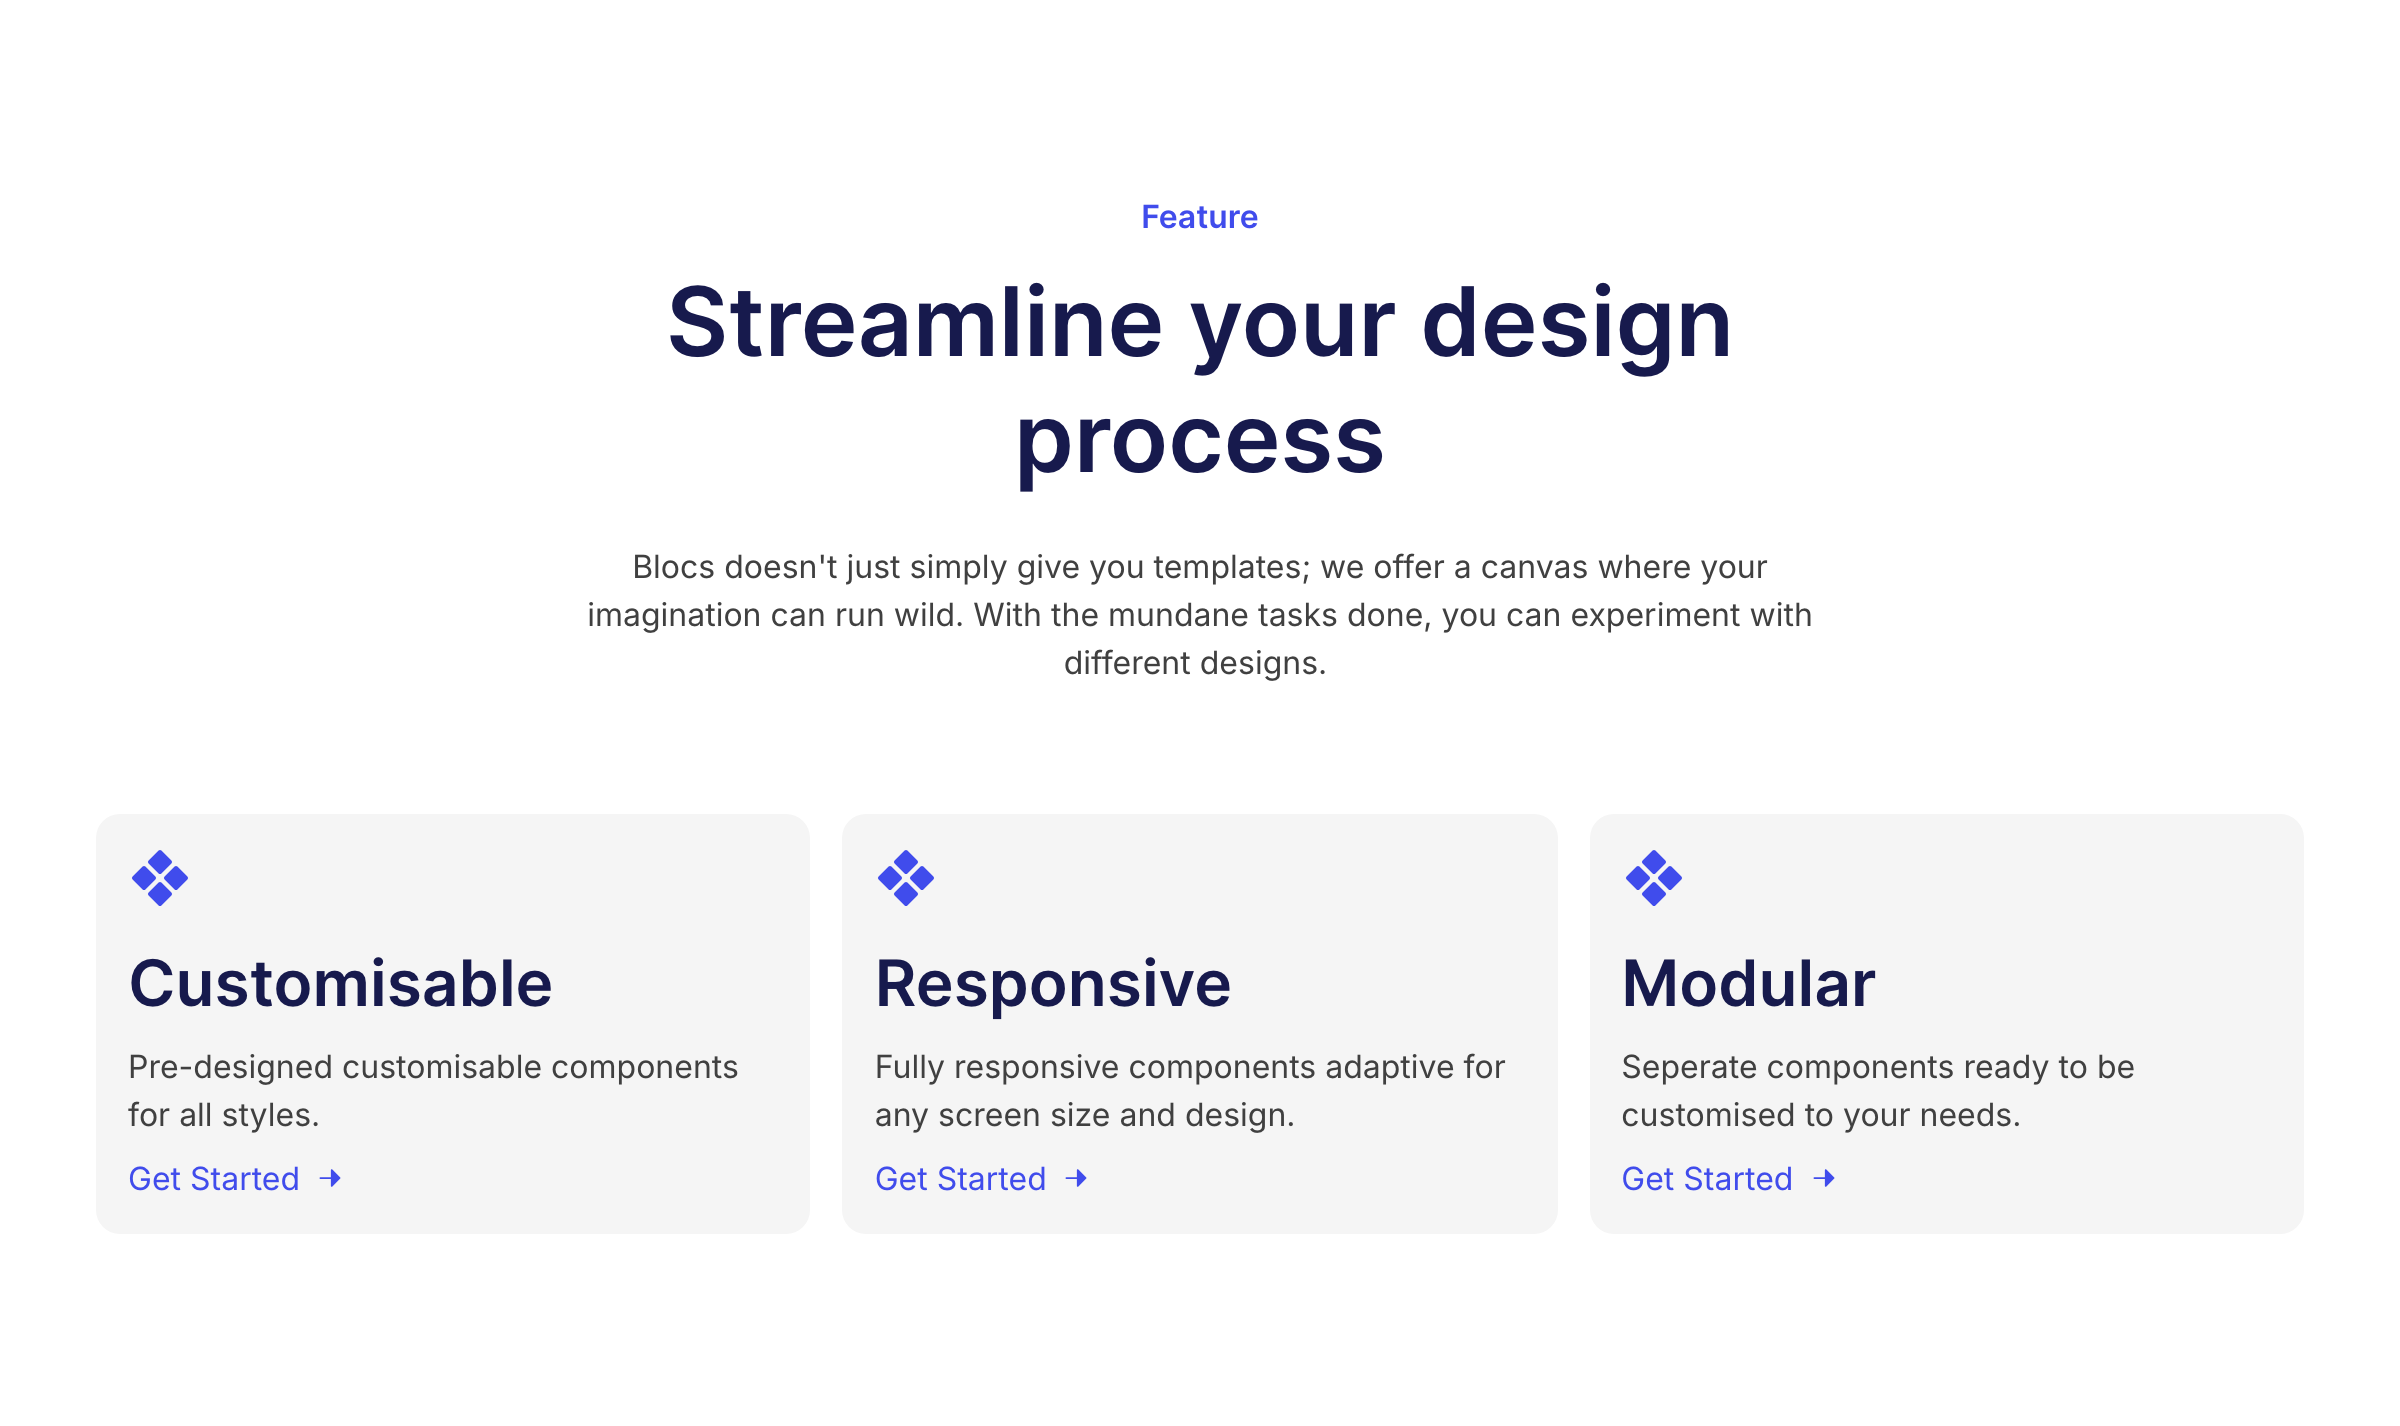 Feature
Streamline your design
process
Blocs doesn't just simply give you templates; we offer a canvas where your
imagination can run wild. With the mundane tasks done, you can experiment with
different designs.
Customisable
Pre-designed customisable components
for all styles.
Get Started
Responsive
Fully responsive components adaptive for
any screen size and design.
Get Started
Modular
Seperate components ready to be
customised to your needs.
Get Started